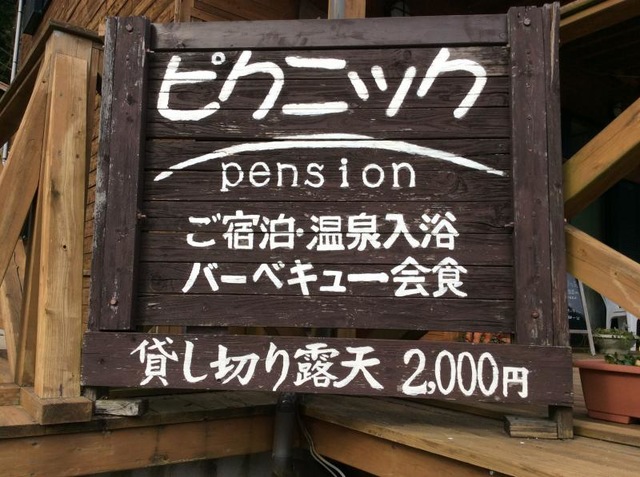 ピクニック
pension
ご宿泊・温泉入浴
バーベキュー会食
貸し切り露天 2,000円